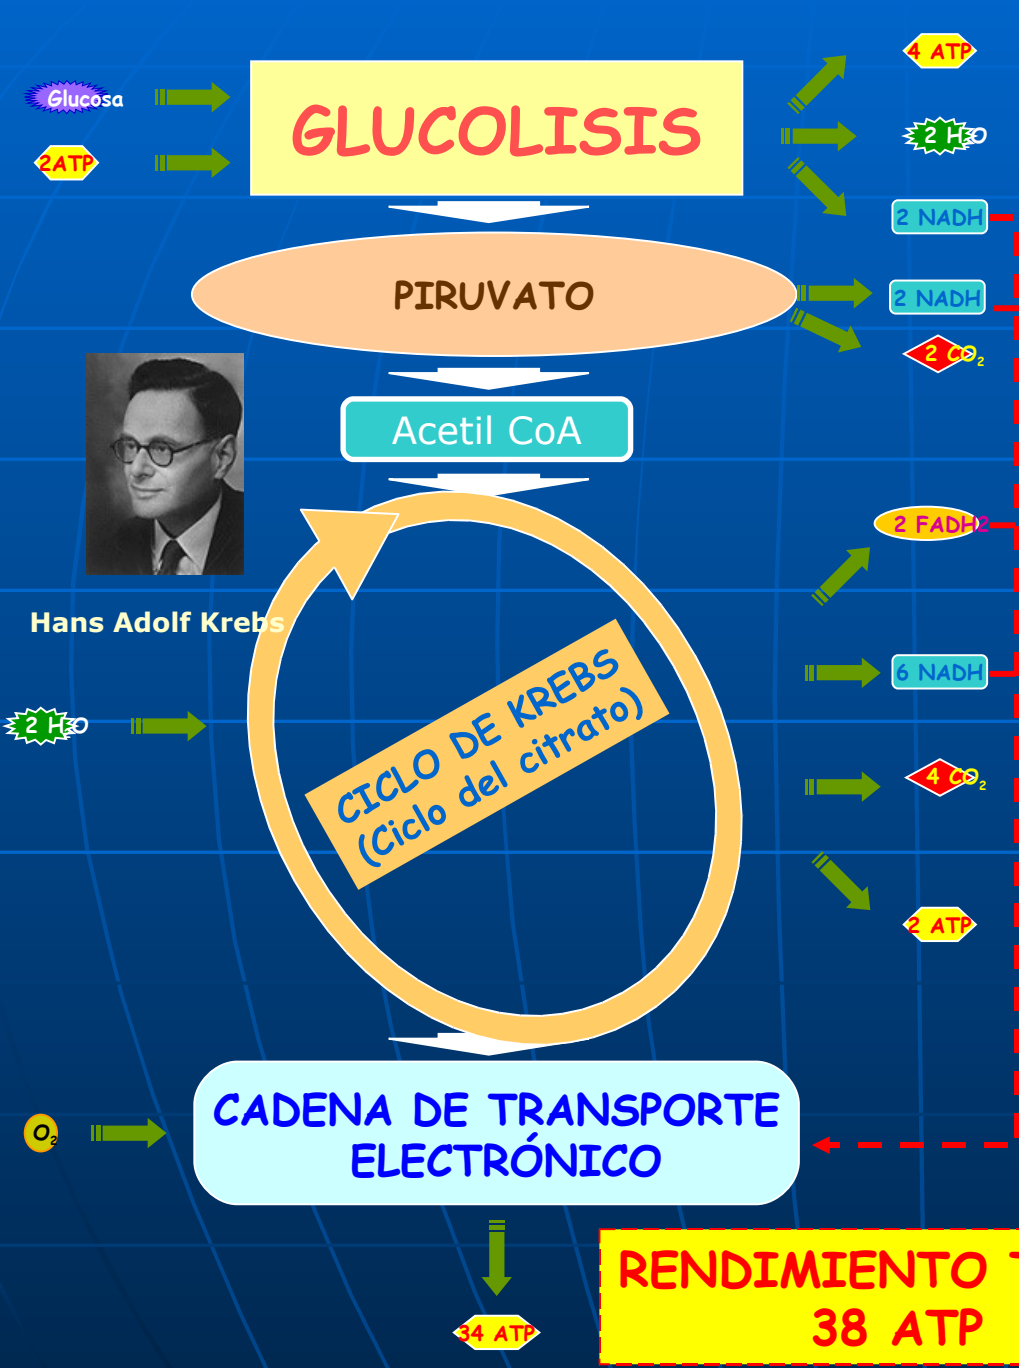 4 ATP
Glucosa
GLUCOLISIS
2 H2O
2ATP
2 NADH
PIRUVATO
2 NADH
2 CO2
Acetil CoA
2 FADH2
Hans Adolf Krebs
CICLO DE KREBS
(Ciclo del citrato)
6 NADH
2 H2O
4 CO2
2 ATP
CADENA DE TRANSPORTE
ELECTRÓNICO
O2
RENDIMIENTO
38 ATP
34 ATP